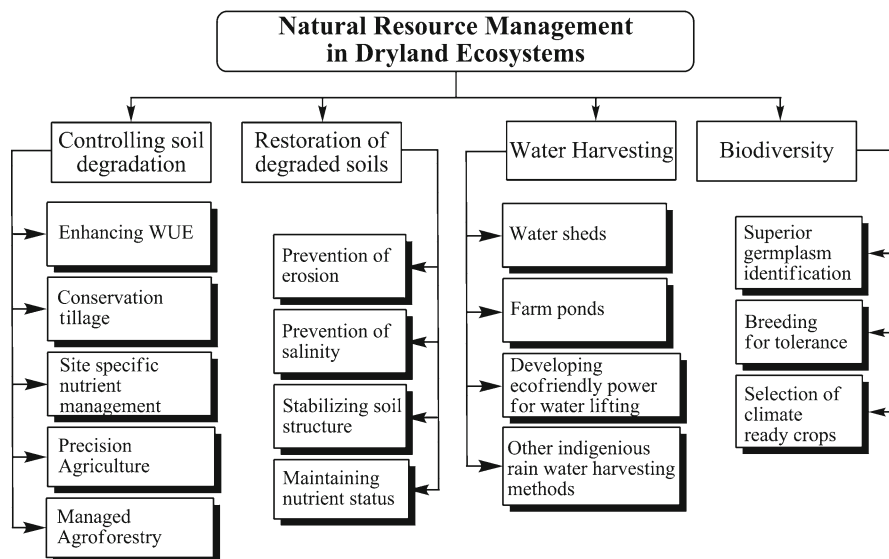 Natural Resource Management
in Dryland Ecosystems
Controlling soil
degradation
Enhancing WUE
Conservation
tillage
Site specific
nutrient
management
Precision
Agriculture
Managed
Agroforestry
Restoration of
degraded soils
Prevention of
erosion
Prevention of
salinity
Stabilizing soil
structure
Maintaining
nutrient status
Water Harvesting
Water sheds
Farm ponds
Developing
ecofriendly power
for water lifting
Other indigenious
rain water harvesting
methods
Biodiversity
Superior
germplasm
identification
Breeding
for tolerance
Selection of
climate
ready crops